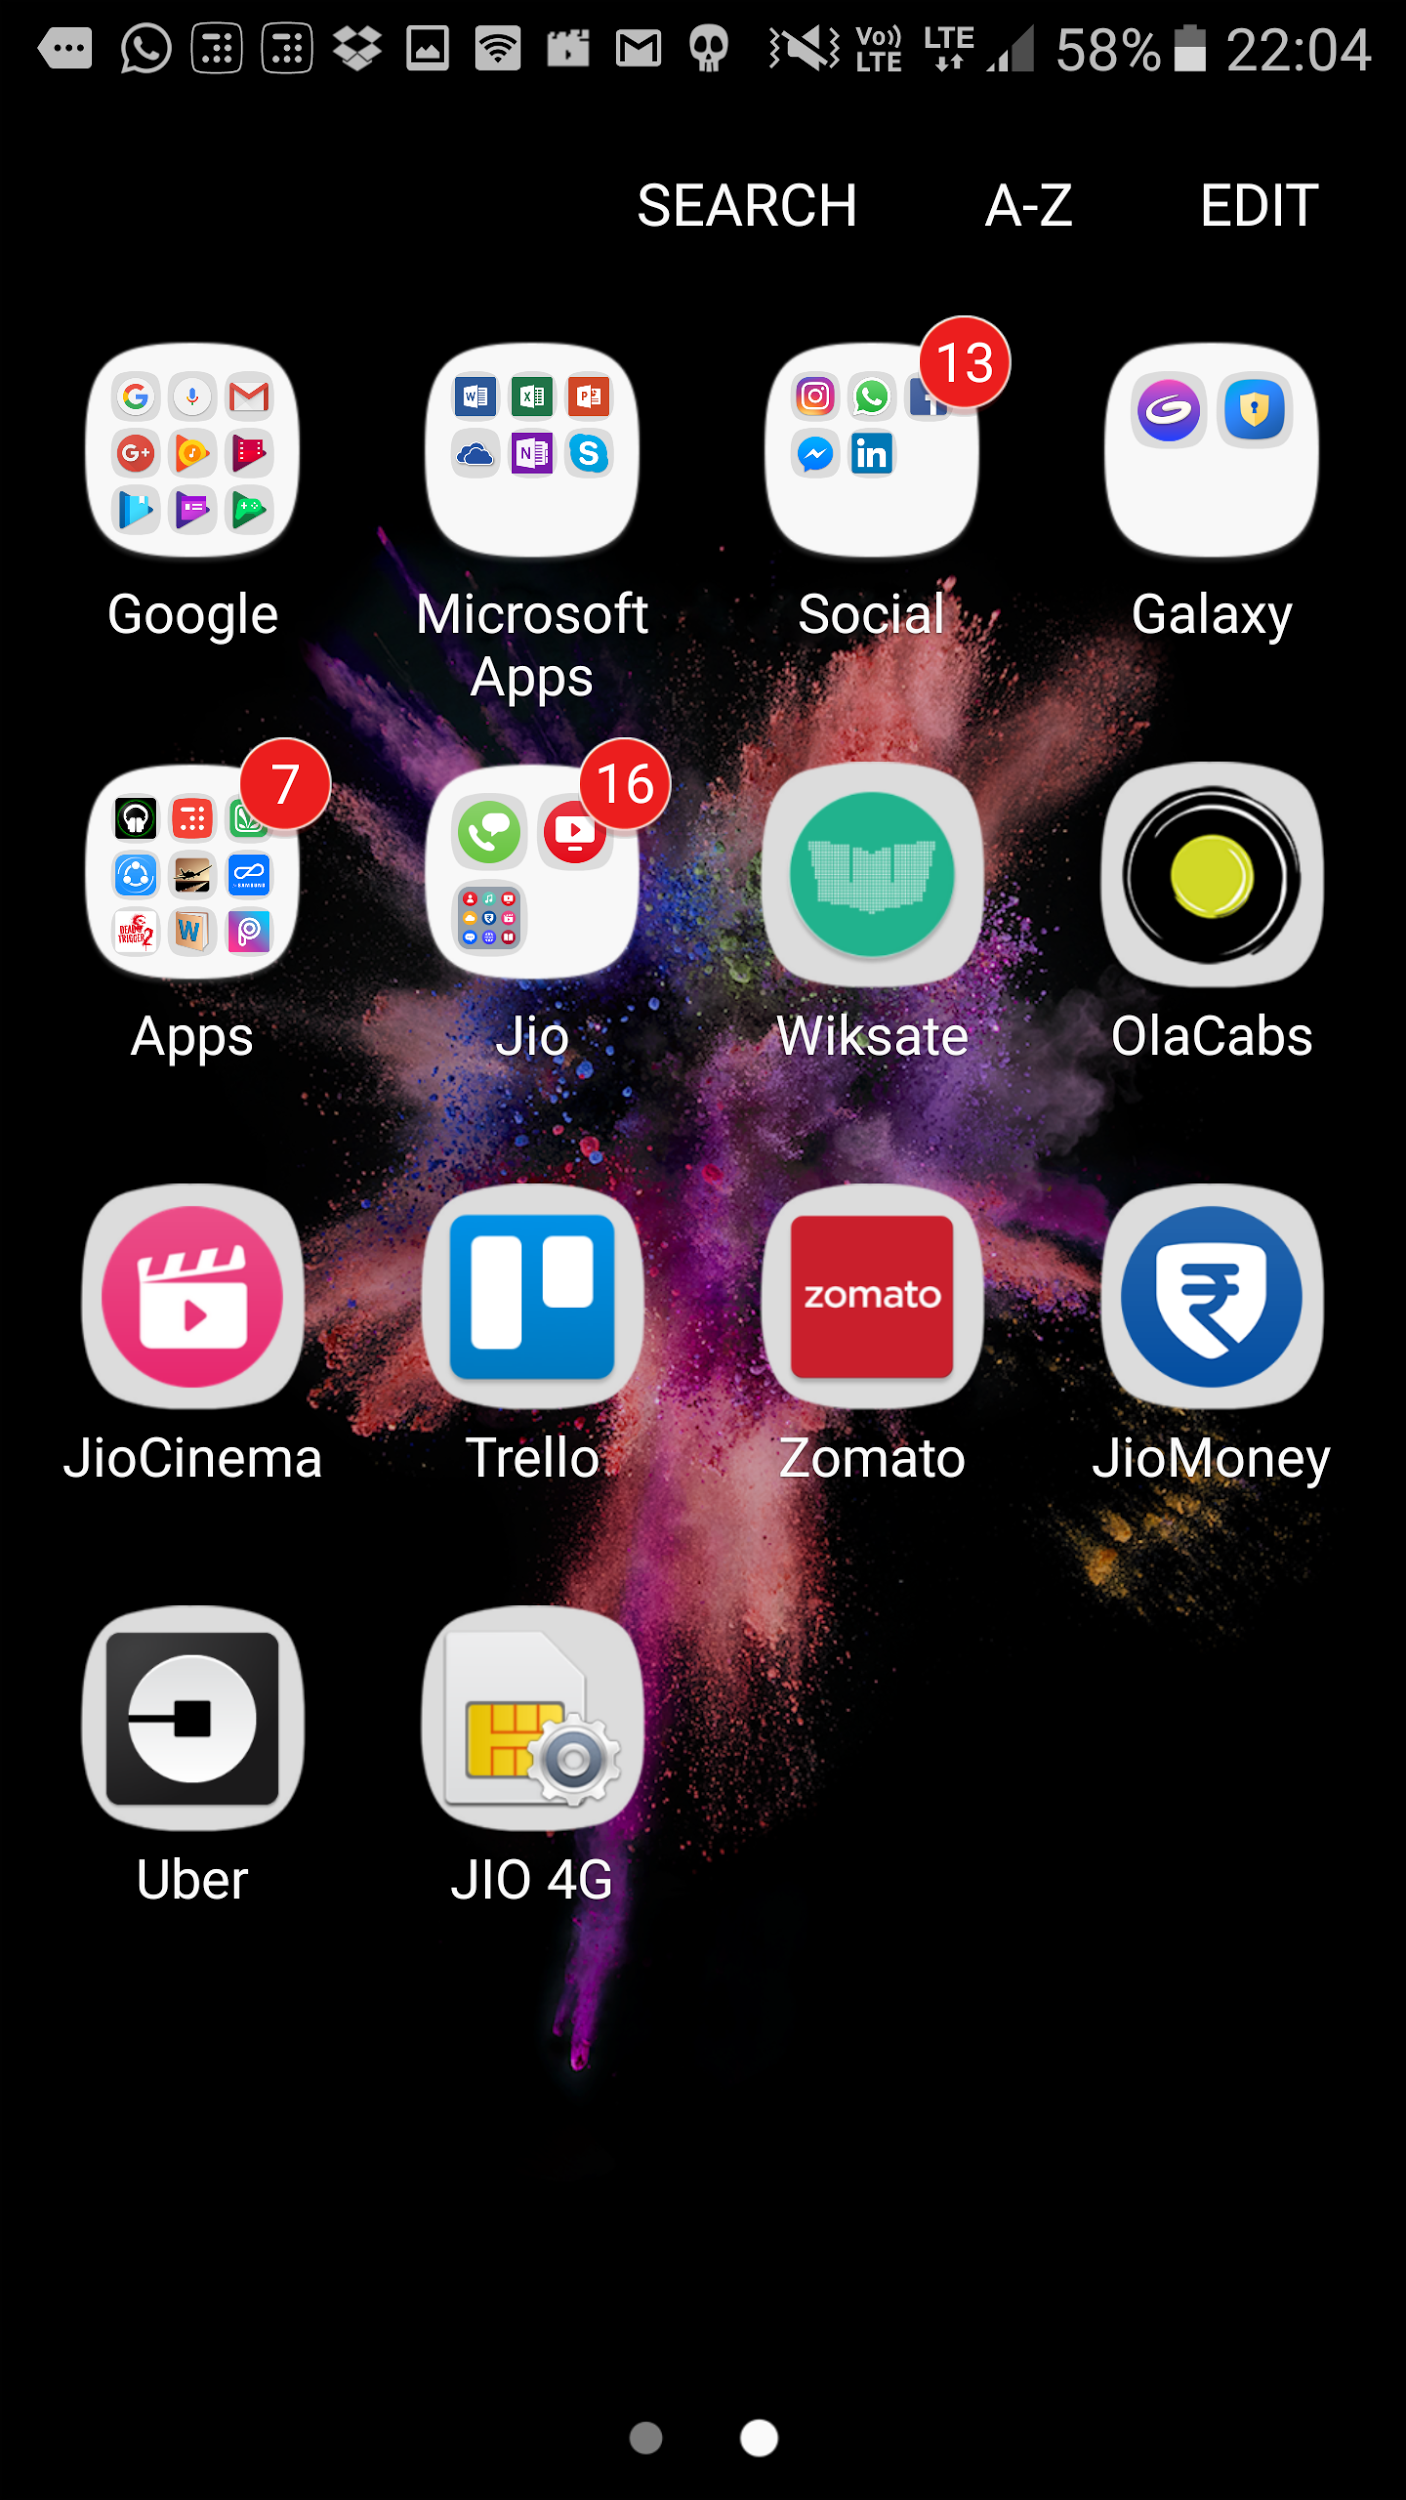 Vo)) LTE LTE 58% 22:04
SEARCH A-Z EDIT
13
Google Microsoft Apps Social Galaxy
7 16
Apps Jio Wiksate OlaCabs
zomato
JioCinema Trello Zomato JioMoney
Uber JIO 4G